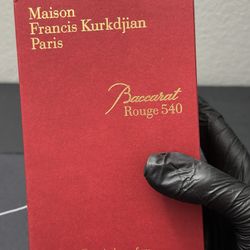 Maison
Francis Kurkdjian
Paris
Baccarat
Rouge 540